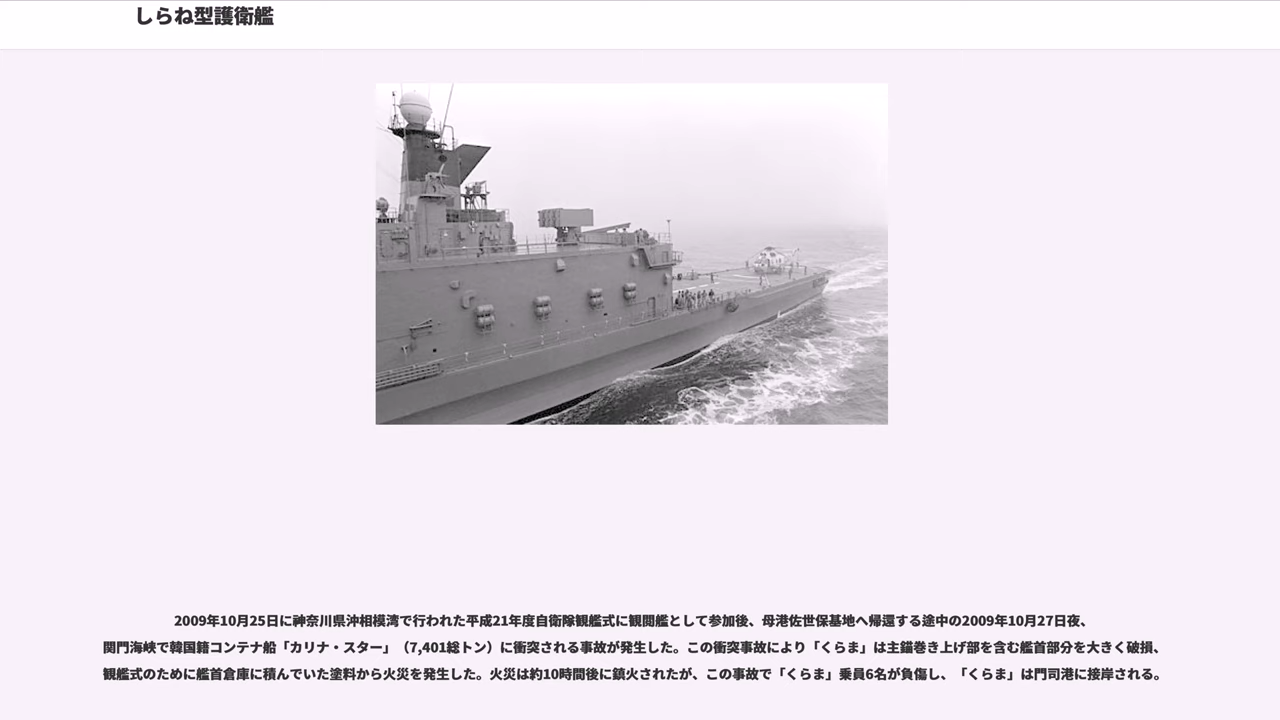 しらね型護衛艦
2009年10月25日に神奈川県沖相模湾で行われた平成21年度自衛隊観艦式に観閲艦として参加後、母港佐世保基地へ帰還する途中の2009年10月27日夜、
関門海峡で韓国籍コンテナ船「カリナ・スター」（7,401総トン）に衝突される事故が発生した。この衝突事故により「くらま」は主錨巻き上げ部を含む艦首部分を大きく破損、
観艦式のために艦首倉庫に積んでいた塗料から火災を発生した。火災は約10時間後に鎮火されたが、この事故で「くらま」乗員6名が負傷し、「くらま」は門司港に接岸される。